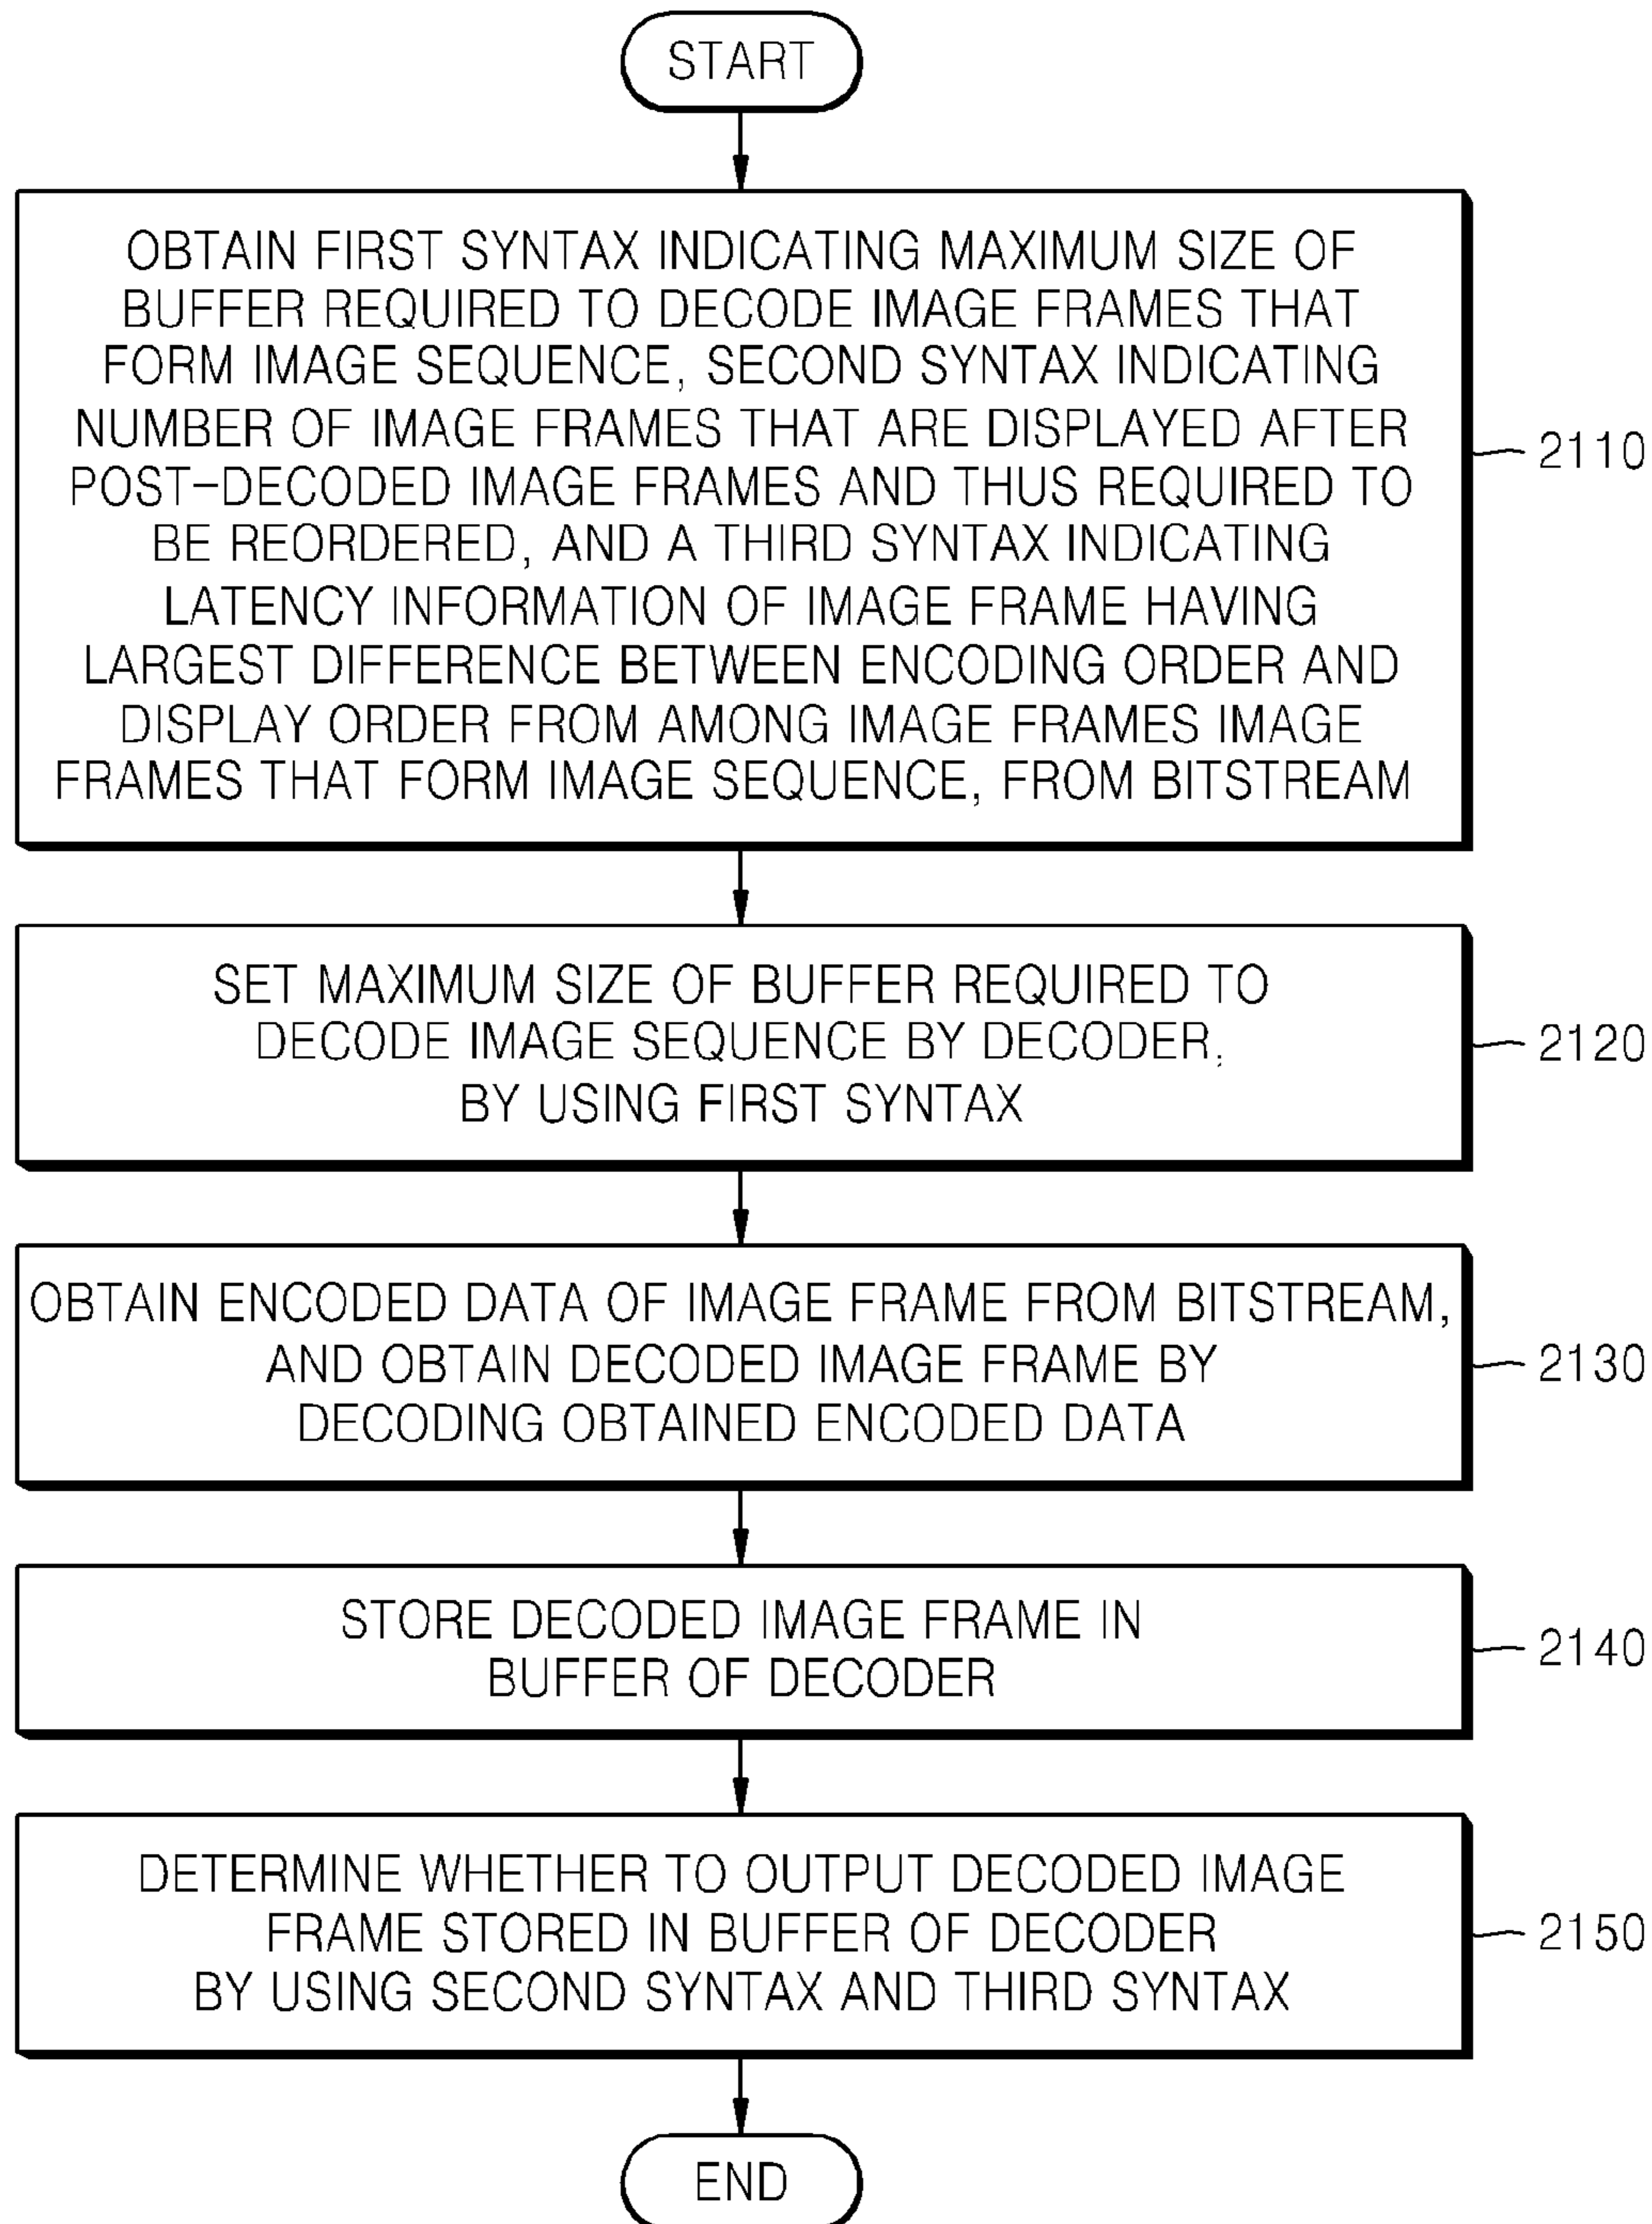 START
OBTAIN FIRST SYNTAX INDICATING MAXIMUM SIZE OF
BUFFER REQUIRED TO DECODE IMAGE FRAMES THAT
FORM IMAGE SEQUENCE, SECOND SYNTAX INDICATING
NUMBER OF IMAGE FRAMES THAT ARE DISPLAYED AFTER
POST-DECODED IMAGE FRAMES AND THUS REQUIRED TO
BE REORDERED, AND A THIRD SYNTAX INDICATING
LATENCY INFORMATION OF IMAGE FRAME HAVING
LARGEST DIFFERENCE BETWEEN ENCODING ORDER AND
DISPLAY ORDER FROM AMONG IMAGE FRAMES IMAGE
FRAMES THAT FORM IMAGE SEQUENCE, FROM BITSTREAM
2110
SET MAXIMUM SIZE OF BUFFER REQUIRED TO
DECODE IMAGE SEQUENCE BY DECODER,
BY USING FIRST SYNTAX
2120
OBTAIN ENCODED DATA OF IMAGE FRAME FROM BITSTREAM,
AND OBTAIN DECODED IMAGE FRAME BY
DECODING OBTAINED ENCODED DATA
2130
STORE DECODED IMAGE FRAME IN
BUFFER OF DECODER
2140
DETERMINE WHETHER TO OUTPUT DECODED IMAGE
FRAME STORED IN BUFFER OF DECODER
BY USING SECOND SYNTAX AND THIRD SYNTAX
2150
END